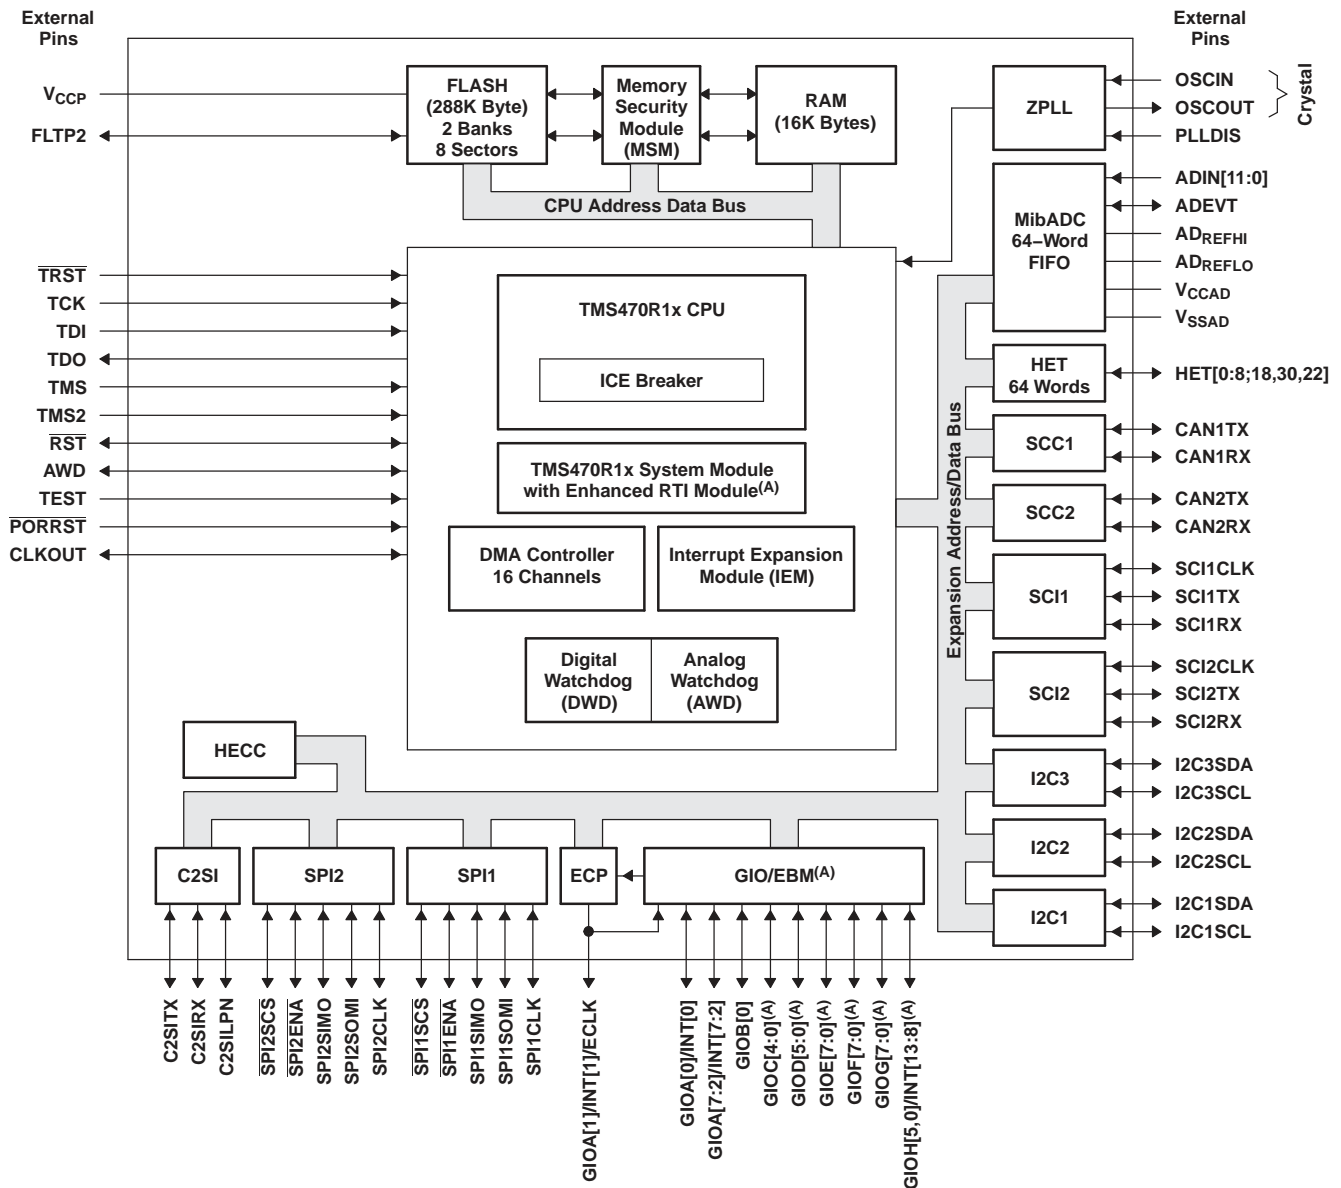 External
Pins
External
Pins
VCCP
FLTP2
FLASH
(288K Byte)
2 Banks
8 Sectors
Memory
Security
Module
(MSM)
RAM
(16K Bytes)
CPU Address Data Bus
ZPLL
OSCIN
OSCOUT
PLLDIS
Crystal
MibADC
64–Word
FIFO
ADIN[11:0]
ADEVT
ADREFHI
ADREFLO
VCCAD
VSSAD
TRST
TCK
TDI
TDO
TMS
TMS2
RST
AWD
TEST
PORRST
CLKOUT
TMS470R1x CPU
ICE Breaker
TMS470R1x System Module
with Enhanced RTI Module(A)
DMA Controller
16 Channels
Interrupt Expansion
Module (IEM)
Digital
Watchdog
(DWD)
Analog
Watchdog
(AWD)
Expansion Address/Data Bus
HET
64 Words
HET[0:8;18,30,22]
SCC1
CAN1TX
CAN1RX
SCC2
CAN2TX
CAN2RX
SCI1
SCI1CLK
SCI1TX
SCI1RX
SCI2
SCI2CLK
SCI2TX
SCI2RX
I2C3
I2C3SDA
I2C3SCL
I2C2
I2C2SDA
I2C2SCL
I2C1
I2C1SDA
I2C1SCL
HECC
C2SI
SPI2
SPI1
ECP
GIO/EBM(A)
C2SITX
C2SIRX
C2SILPN
SPI2SCS
SPI2ENA
SPI2SIMO
SPI2SOMI
SPI2CLK
SPI1SCS
SPI1ENA
SPI1SIMO
SPI1SOMI
SPI1CLK
GIOA[1]/INT[1]/ECLK
GIOA[0]/INT[0]
GIOA[7:2]/INT[7:2]
GIOB[0]
GIOC[4:0](A)
GIOD[5:0](A)
GIOE[7:0](A)
GIOF[7:0](A)
GIOG[7:0](A)
GIOH[5,0]/INT[13:8](A)